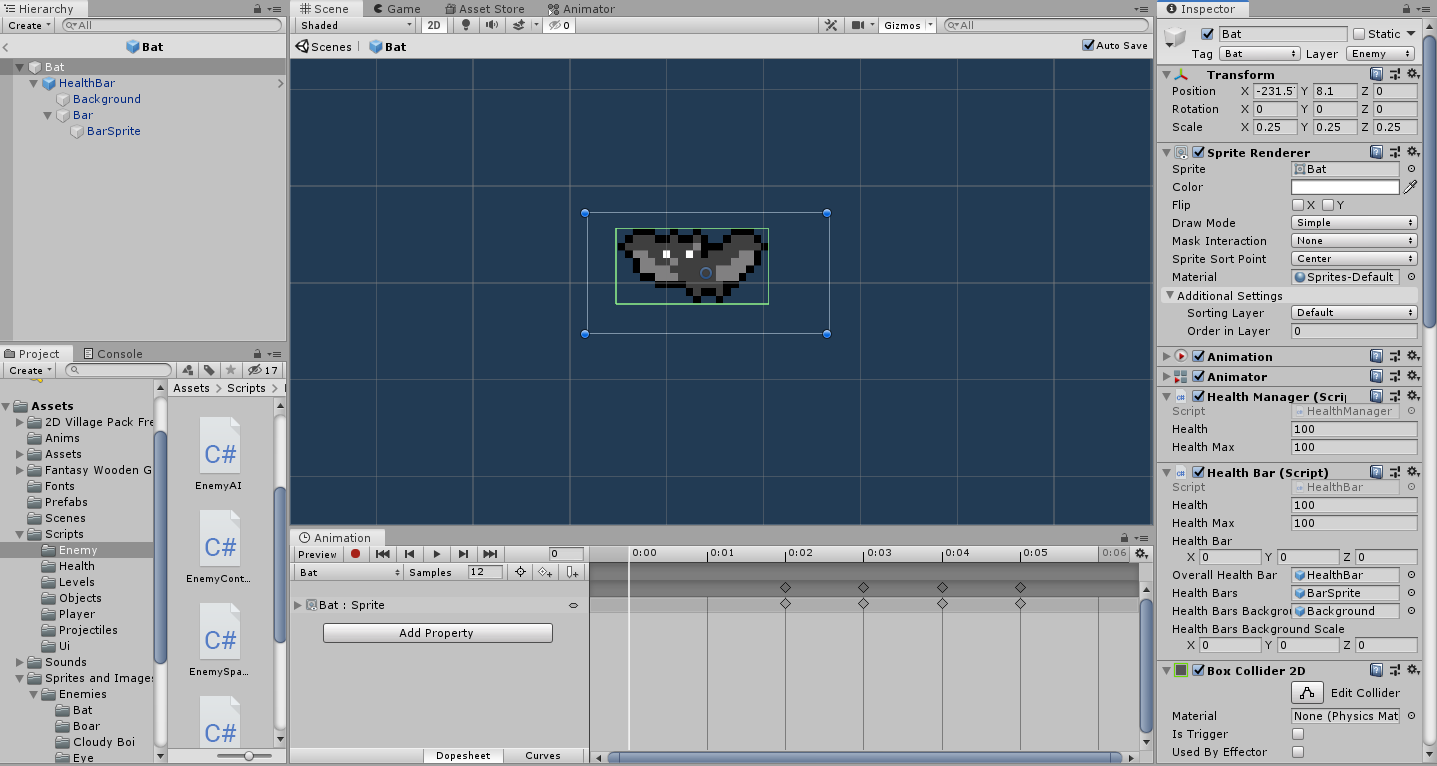 Hierarchy
Create
All
Bat
Bat
HealthBar
Background
Bar
BarSprite
Scene
Game
Asset Store
Animator
Shaded
2D
0
Gizmos
All
Scenes
Bat
Auto Save
Project
Console
Create
17
Assets
2D Village Pack Fre
Anims
Assets
Fantasy Wooden G
Fonts
Prefabs
Scenes
Scripts
Enemy
Health
Levels
Objects
Player
Projectiles
Ui
Sounds
Sprites and Images
Enemies
Bat
Boar
Cloudy Boi
Eye
Assets
Scripts
C#
EnemyAI
C#
EnemyCont...
C#
EnemySpa...
C#
Animation
Preview
0
0:00
0:01
0:02
0:03
0:04
0:05
0:06
Bat
Samples
12
Bat : Sprite
Add Property
Dopesheet
Curves
Inspector
Bat
Static
Tag Bat
Layer Enemy
Transform
Position X -231.5 Y 8.1 Z 0
Rotation X 0 Y 0 Z 0
Scale X 0.25 Y 0.25 Z 0.25
Sprite Renderer
Sprite Bat
Color
Flip X Y
Draw Mode Simple
Mask Interaction None
Sprite Sort Point Center
Material Sprites-Default
Additional Settings
Sorting Layer Default
Order in Layer 0
Animation
Animator
Health Manager (Scrip
Script HealthManager
Health 100
Health Max 100
Health Bar (Script)
Script HealthBar
Health 100
Health Max 100
Health Bar
X 0 Y 0 Z 0
Overall Health Bar HealthBar
Health Bars BarSprite
Health Bars Backgrou Background
Health Bars Background Scale
X 0 Y 0 Z 0
Box Collider 2D
Edit Collider
Material None (Physics Mat
Is Trigger
Used By Effector